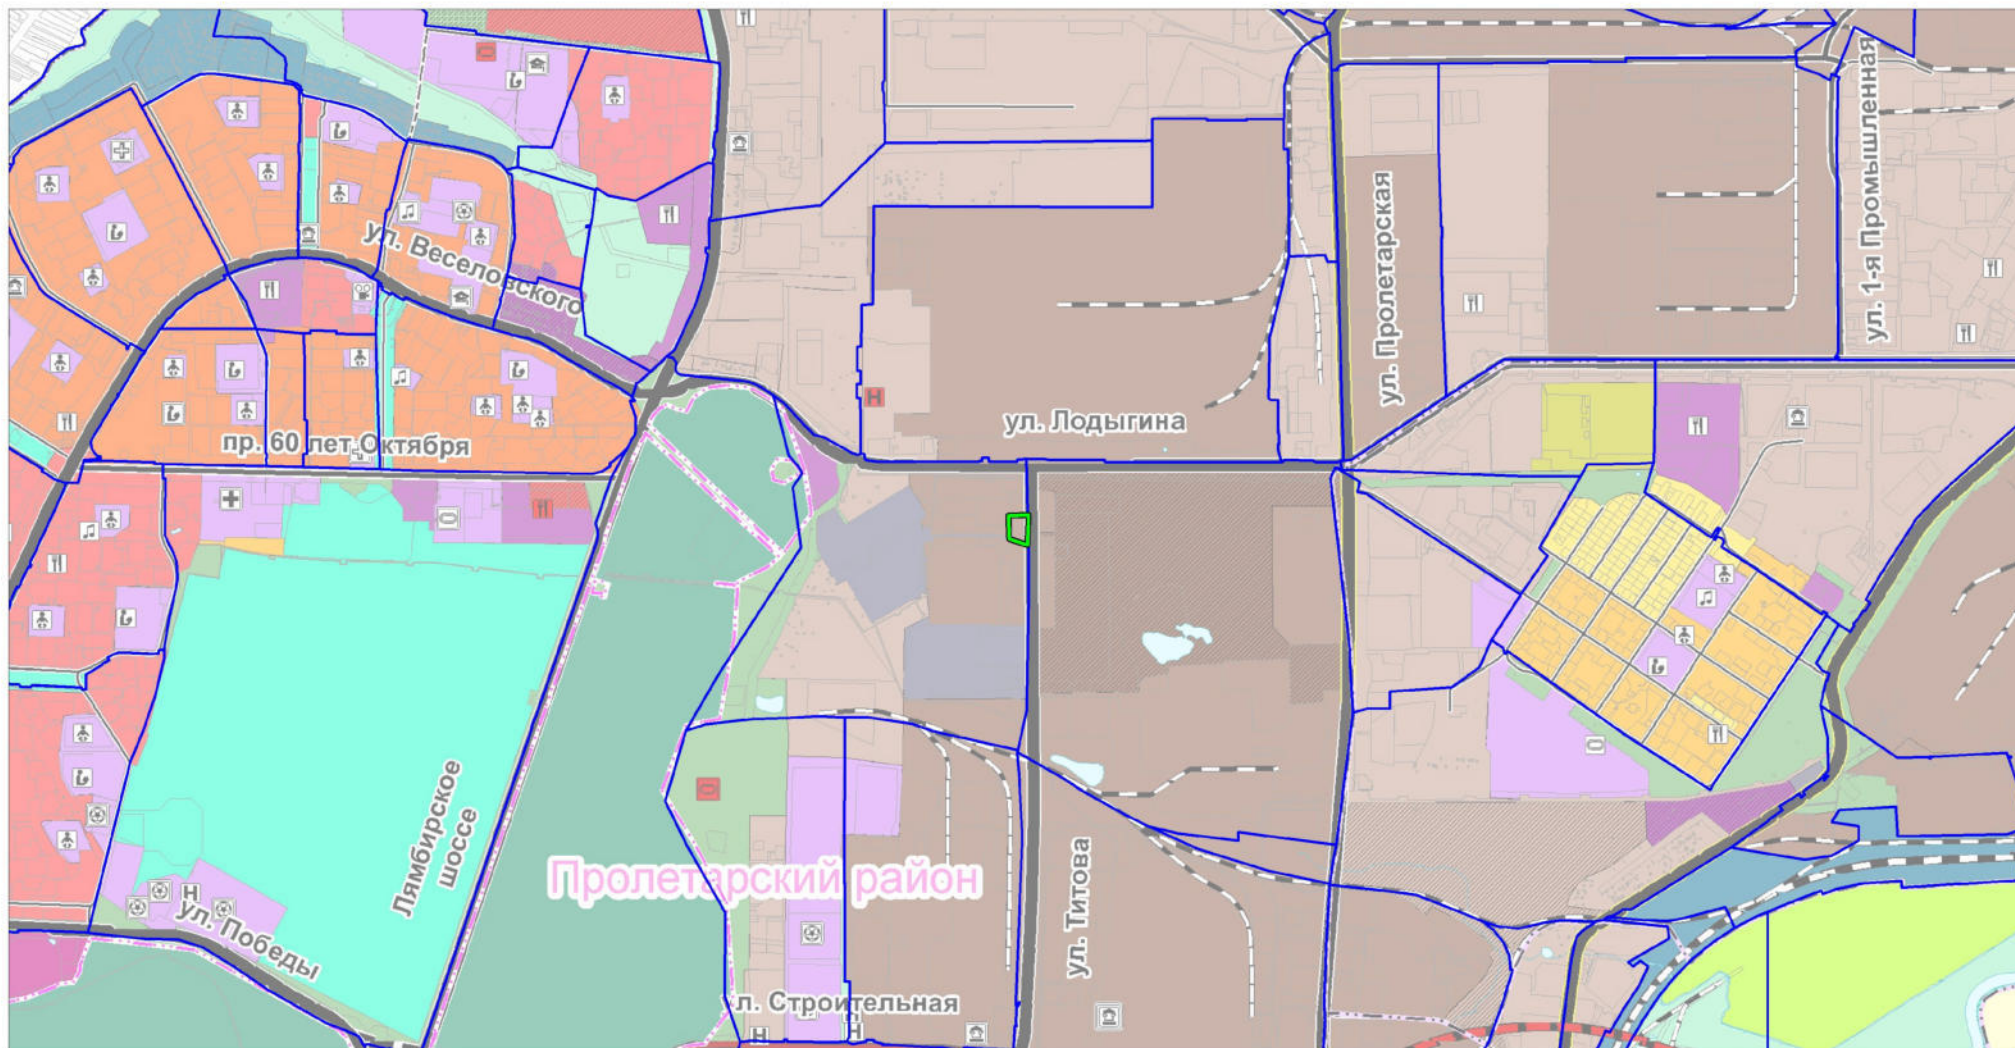 ул. 1-я Промышленная
ул. Пролетарская
ул. Веселовского
ул. Лодыгина
пр. 60 лет Октября
Н
Лямбирское
шоссе
Пролетарский район
ул. Титова
Н
ул. Победы
л. Строительная
Н
Н